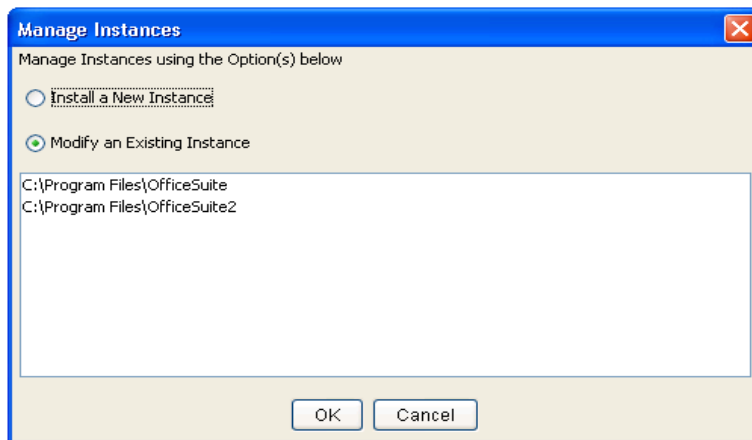 Manage Instances
Manage Instances using the Option(s) below
Install a New Instance
Modify an Existing Instance
C:\Program Files\OfficeSuite
C:\Program Files\OfficeSuite2
OK Cancel